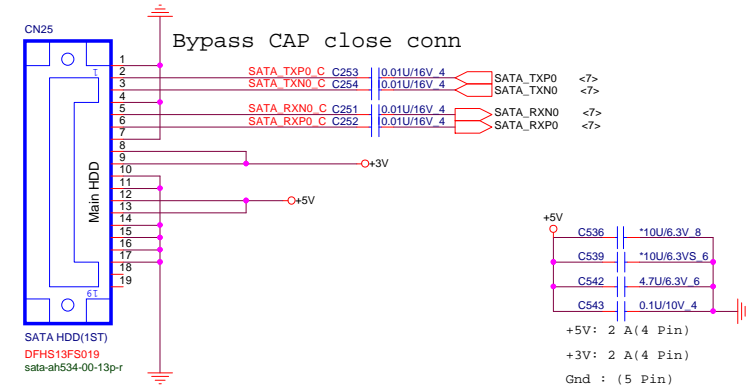 CN25
Bypass CAP close conn
1
1
2
SATA_TXP0_C C253 0.01U/16V_4 SATA_TXP0 <7>
3
SATA_TXN0_C C254 0.01U/16V_4 SATA_TXN0 <7>
4
5
SATA_RXN0_C C251 0.01U/16V_4 SATA_RXN0 <7>
6
SATA_RXP0_C C252 0.01U/16V_4 SATA_RXP0 <7>
7
8
9
+3V
10
11
12
+5V
13
14
15
16
17
18
19
19
Main HDD
SATA HDD(1ST)
DFHS13FS019
sata-ah534-00-13p-r
+5V
C536 *10U/6.3V_8
C539 *10U/6.3VS_6
C542 4.7U/6.3V_6
C543 0.1U/10V_4
+5V: 2 A(4 Pin)
+3V: 2 A(4 Pin)
Gnd : (5 Pin)